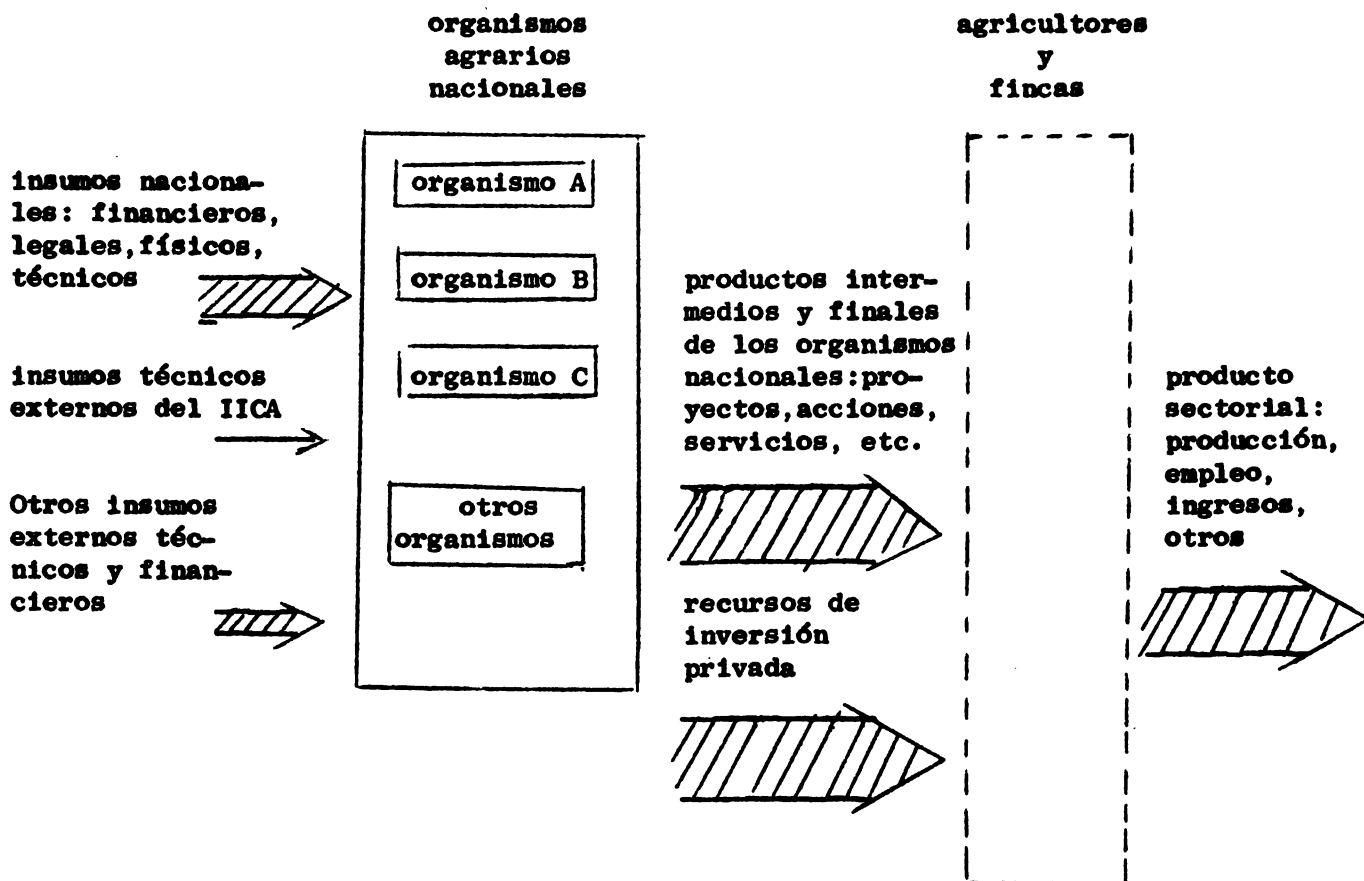 organismos
agrarios
nacionales
agricultores
y
fincas
insumos naciona-
les: financieros,
legales,físicos,
técnicos
insumos técnicos
externos del IICA
Otros insumos
externos téc-
nicos y finan-
cieros
organismo A
organismo B
organismo C
otros
organismos
productos inter-
medios y finales
de los organismos
nacionales:pro-
yectos,acciones,
servicios, etc.
recursos de
inversión
privada
producto
sectorial:
producción,
empleo,
ingresos,
otros